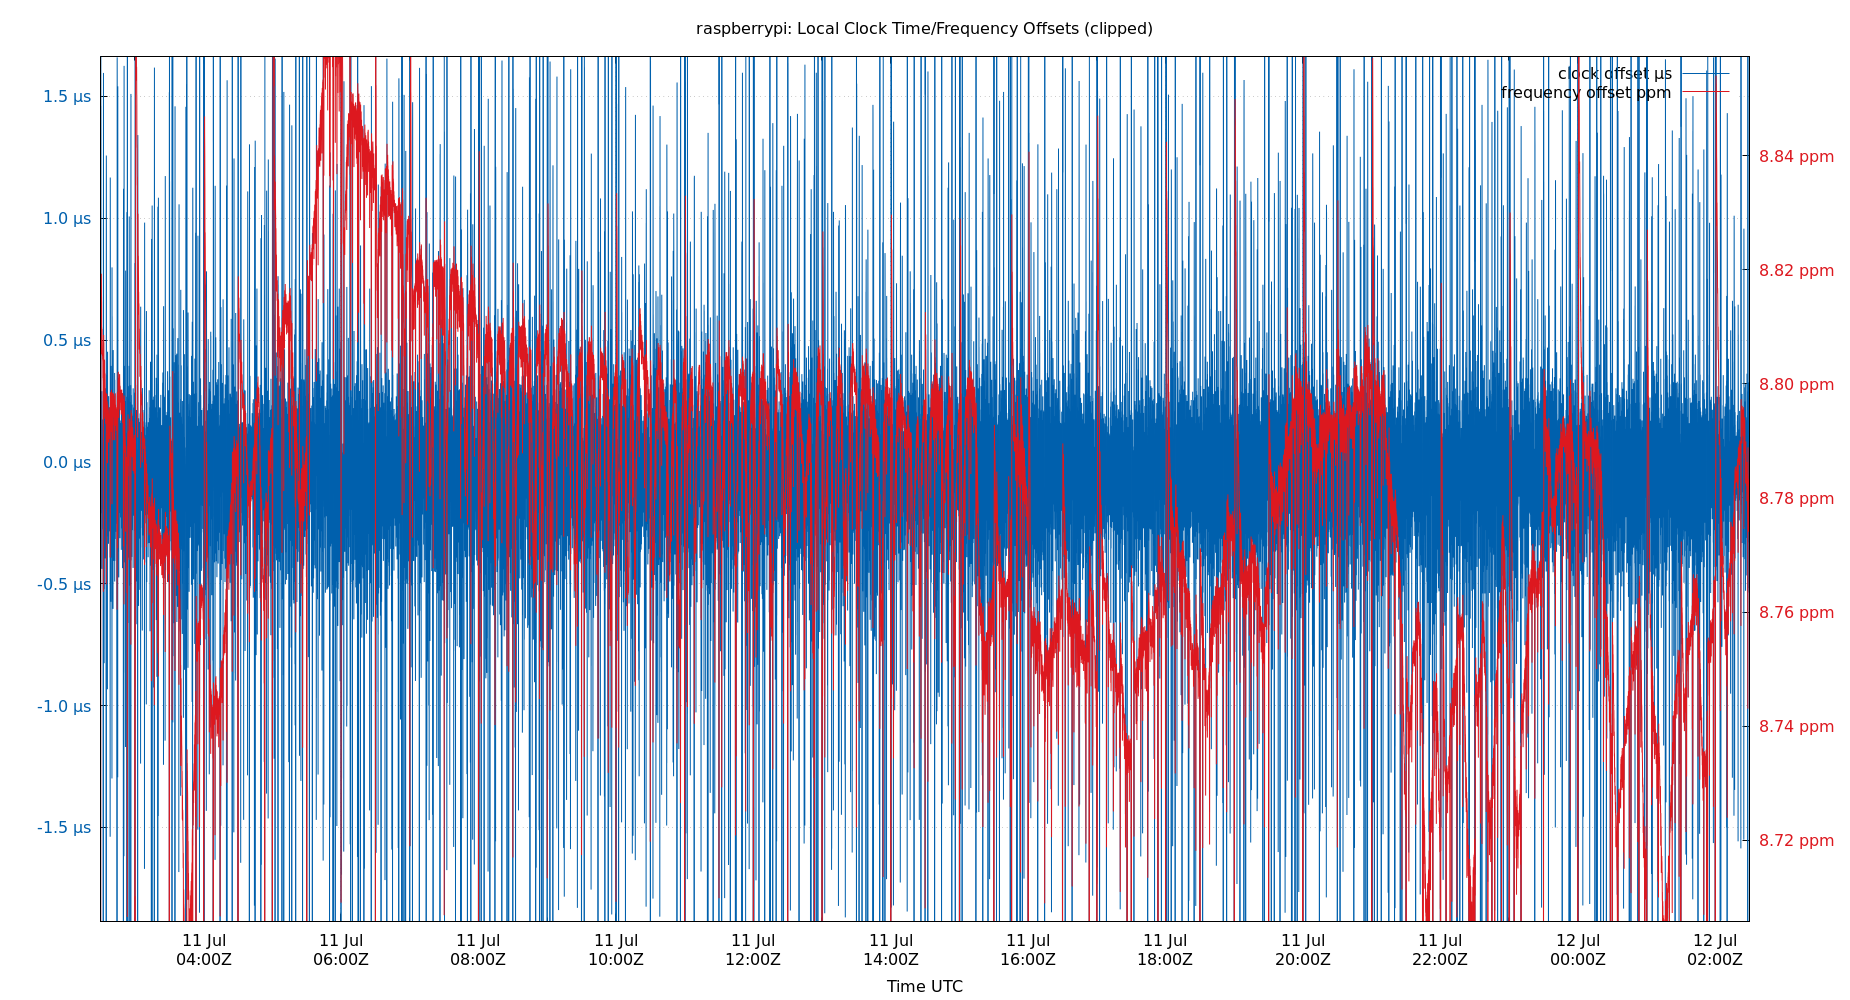 raspberrypi: Local Clock Time/Frequency Offsets (clipped)
clock offset µs
frequency offset ppm
1.5 µs
1.0 µs
0.5 µs
0.0 µs
-0.5 µs
-1.0 µs
-1.5 µs
8.84 ppm
8.82 ppm
8.80 ppm
8.78 ppm
8.76 ppm
8.74 ppm
8.72 ppm
11 Jul 11 Jul 11 Jul 11 Jul 11 Jul 11 Jul 11 Jul 11 Jul 11 Jul 11 Jul 12 Jul 12 Jul
04:00Z 06:00Z 08:00Z 10:00Z 12:00Z 14:00Z 16:00Z 18:00Z 20:00Z 22:00Z 00:00Z 02:00Z
Time UTC